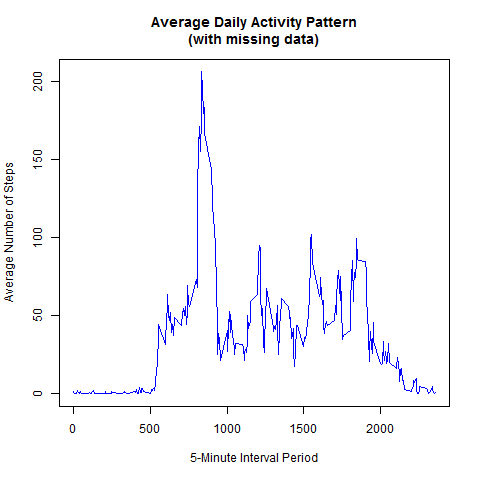 Average Daily Activity Pattern
(with missing data)
Average Number of Steps
200
150
100
50
0
0 500 1000 1500 2000
5-Minute Interval Period